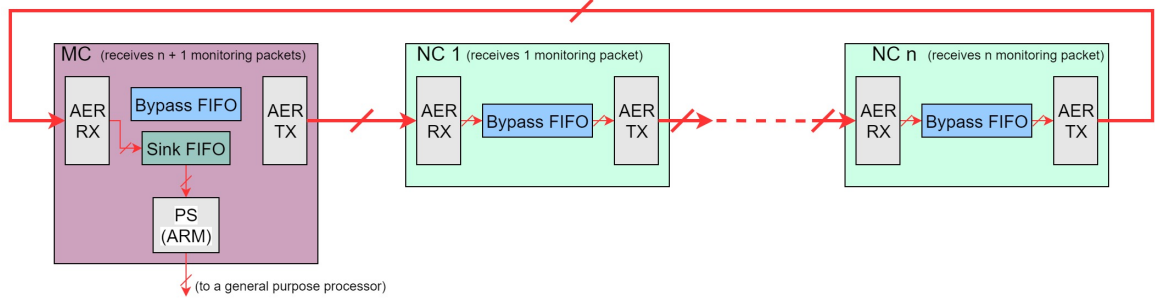 MC (receives n + 1 monitoring packets)
AER
RX
Bypass FIFO
Sink FIFO
AER
TX
PS
(ARM)
(to a general purpose processor)
NC 1 (receives 1 monitoring packet)
AER
RX
Bypass FIFO
AER
TX
NC n (receives n monitoring packet)
AER
RX
Bypass FIFO
AER
TX